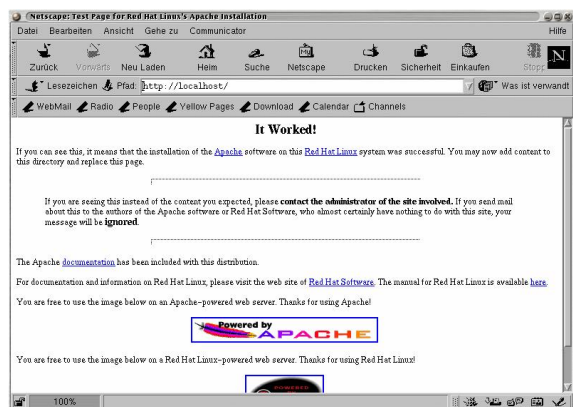 Netscape: Test Page for Red Hat Linux's Apache Installation
Datei Bearbeiten Ansicht Gehe zu Communicator Hilfe
Zurück Vorwärts Neu Laden Heim Suche Netscape Drucken Sicherheit Einkaufen Stopp N
Lesezeichen Pfad: http://localhost/ Was ist verwandt
WebMail Radio People Yellow Pages Download Calendar Channels
It Worked!
If you can see this, it means that the installation of the Apache software on this Red Hat Linux system was successful. You may now add content to
this directory and replace this page.
If you are seeing this instead of the content you expected, please contact the administrator of the site involved. If you send mail
about this to the authors of the Apache software or Red Hat Software, who almost certainly have nothing to do with this site, your
message will be ignored.
The Apache documentation has been included with this distribution.
For documentation and information on Red Hat Linux, please visit the web site of Red Hat Software. The manual for Red Hat Linux is available here.
You are free to use the image below on an Apache-powered web server. Thanks for using Apache!
Powered by
APACHE
You are free to use the image below on a Red Hat Linux-powered web server. Thanks for using Red Hat Linux!
POWERED
100%